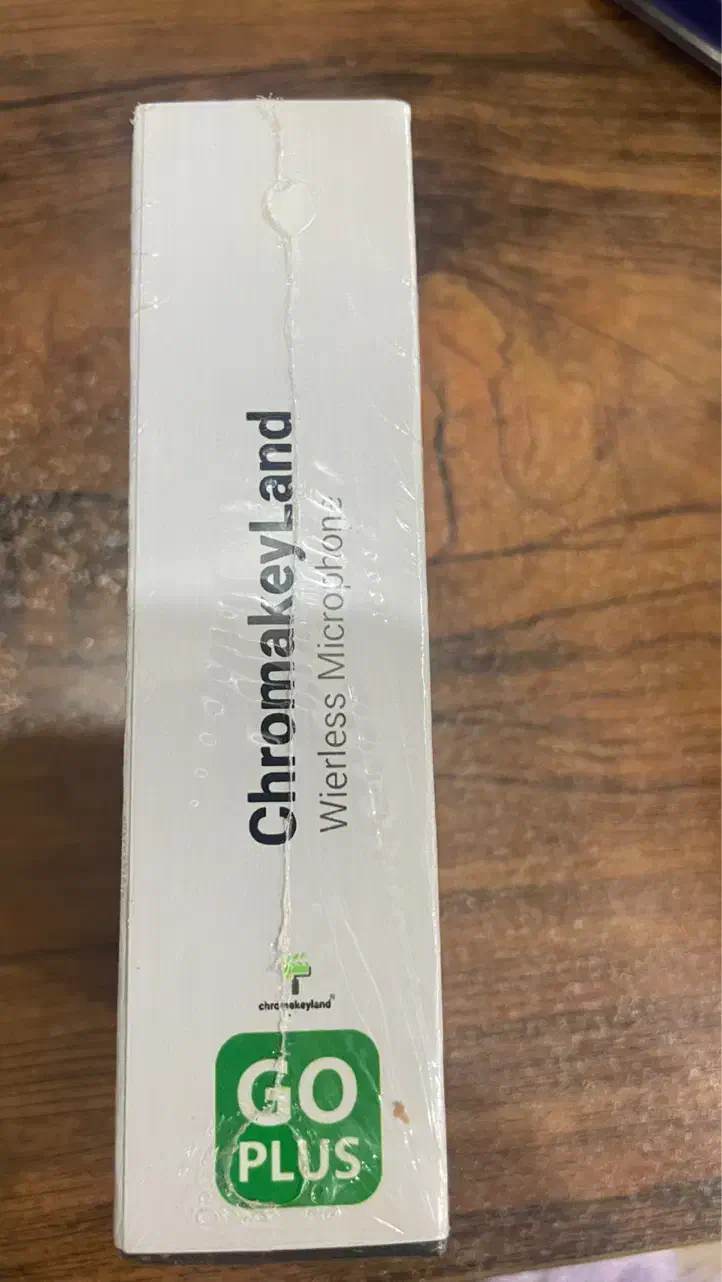 ChromakeyLand
Wierless Microphone
chromakeyland
GO
PLUS